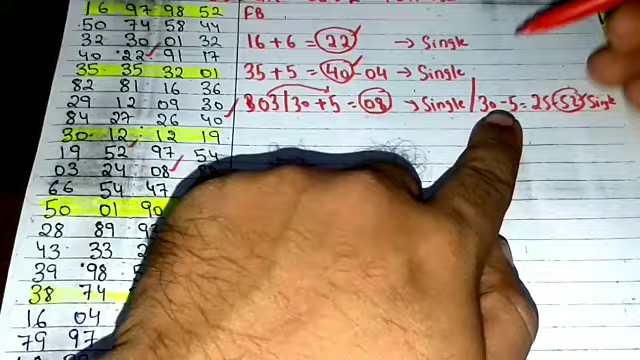 16 97 98 52
50 74 58 44
32 30 01 32
40 22 91 17
35 35 32 01
82 81 16 36
29 12 09 30
84 27 26 40
30 12 12 19
19 52 97 54
03 24 08
66 54 47
50 01 90
28 89
43 33
39 98
38 74
16 04
79 97
FB
16 + 6 = 22 → Single
35 + 5 = 40 - 04 → Single
03 | 30 + 5 = 08 → Single | 30 - 5 = 25 - 52 Single